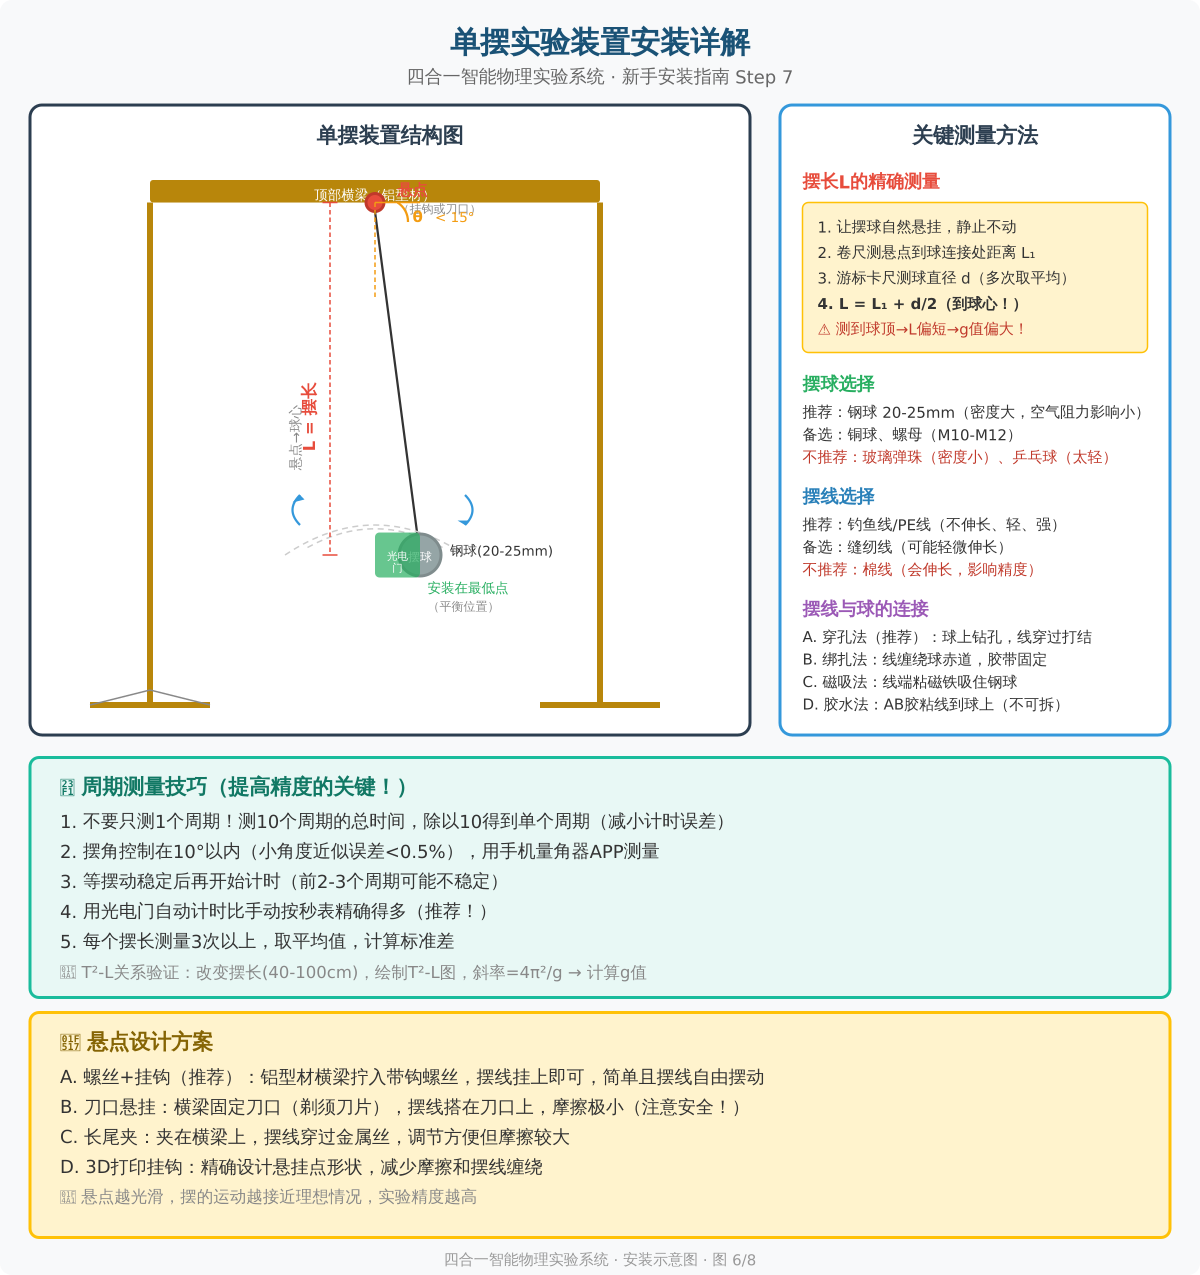 单摆实验装置安装详解
四合一智能物理实验系统 · 新手安装指南 Step 7
单摆装置结构图
顶部横梁（铝型材）
悬点
（挂钩或刀口）
θ < 15°
L = 摆长
悬点→球心
光电门
摆球
钢球(20-25mm)
安装在最低点
（平衡位置）
关键测量方法
摆长L的精确测量
1. 让摆球自然悬挂，静止不动
2. 卷尺测悬点到球连接处距离 L₁
3. 游标卡尺测球直径 d（多次取平均）
4. L = L₁ + d/2（到球心！）
⚠ 测到球顶→L偏短→g值偏大！
摆球选择
推荐：钢球 20-25mm（密度大，空气阻力影响小）
备选：铜球、螺母（M10-M12）
不推荐：玻璃弹珠（密度小）、乒乓球（太轻）
摆线选择
推荐：钓鱼线/PE线（不伸长、轻、强）
备选：缝纫线（可能轻微伸长）
不推荐：棉线（会伸长，影响精度）
摆线与球的连接
A. 穿孔法（推荐）：球上钻孔，线穿过打结
B. 绑扎法：线缠绕球赤道，胶带固定
C. 磁吸法：线端粘磁铁吸住钢球
D. 胶水法：AB胶粘线到球上（不可拆）
周期测量技巧（提高精度的关键！）
1. 不要只测1个周期！测10个周期的总时间，除以10得到单个周期（减小计时误差）
2. 摆角控制在10°以内（小角度近似误差<0.5%），用手机量角器APP测量
3. 等摆动稳定后再开始计时（前2-3个周期可能不稳定）
4. 用光电门自动计时比手动按秒表精确得多（推荐！）
5. 每个摆长测量3次以上，取平均值，计算标准差
T²-L关系验证：改变摆长(40-100cm)，绘制T²-L图，斜率=4π²/g → 计算g值
悬点设计方案
A. 螺丝+挂钩（推荐）：铝型材横梁拧入带钩螺丝，摆线挂上即可，简单且摆线自由摆动
B. 刀口悬挂：横梁固定刀口（剃须刀片），摆线搭在刀口上，摩擦极小（注意安全！）
C. 长尾夹：夹在横梁上，摆线穿过金属丝，调节方便但摩擦较大
D. 3D打印挂钩：精确设计悬挂点形状，减少摩擦和摆线缠绕
悬点越光滑，摆的运动越接近理想情况，实验精度越高
四合一智能物理实验系统 · 安装示意图 · 图 6/8